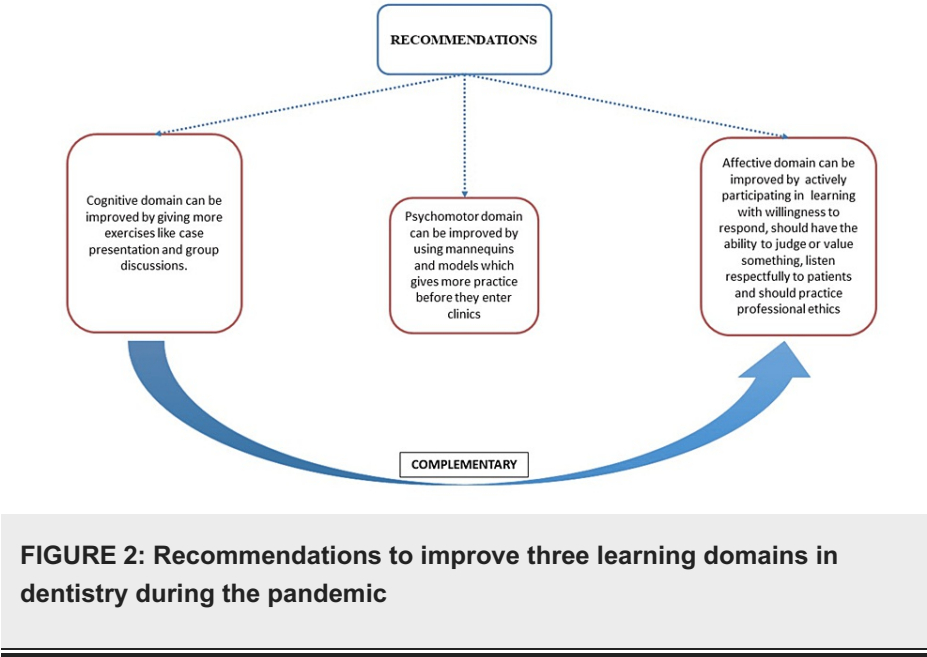 RECOMMENDATIONS
Cognitive domain can be
improved by giving more
exercises like case
presentation and group
discussions.
Psychomotor domain
can be improved by
using mannequins
and models which
gives more practice
before they enter
clinics
Affective domain can be
improved by actively
participating in learning
with willingness to
respond, should have the
ability to judge or value
something, listen
respectfully to patients
and should practice
professional ethics
COMPLEMENTARY
FIGURE 2: Recommendations to improve three learning domains in
dentistry during the pandemic